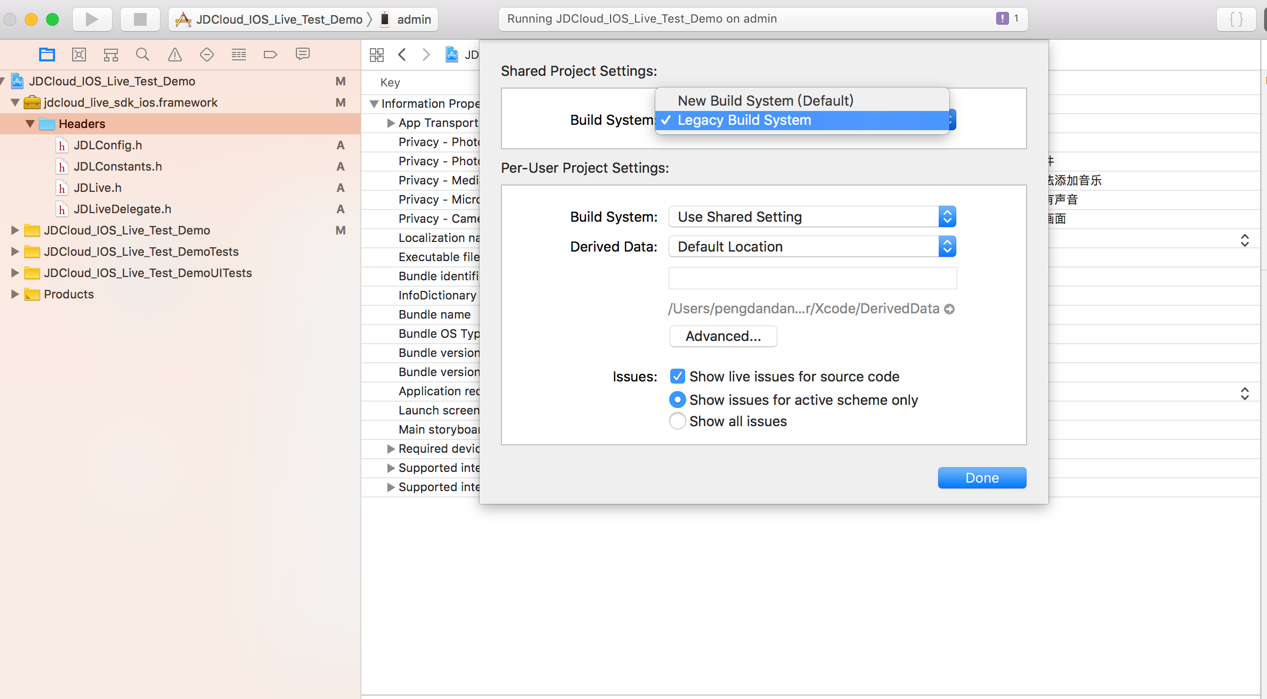 JDCloud_IOS_Live_Test_Demo
admin
Running JDCloud_IOS_Live_Test_Demo on admin
1
{ }
JDCloud_IOS_Live_Test_Demo M
jdcloud_live_sdk_ios.framework M
Headers
h JDLConfig.h A
h JDLConstants.h A
h JDLive.h A
h JDLiveDelegate.h A
JDCloud_IOS_Live_Test_Demo M
JDCloud_IOS_Live_Test_DemoTests
JDCloud_IOS_Live_Test_DemoUITests
Products
JD
Key
Information Prope
App Transport
Privacy - Phot
Privacy - Phot
Privacy - Medi
法添加音乐
Privacy - Micr
有声音
Privacy - Came
画面
Localization na
Executable file
Bundle identifi
InfoDictionary
Bundle name
Bundle OS Typ
Bundle version
Bundle version
Application req
Launch screen
Main storyboar
Required devic
Supported inte
Supported inte
Shared Project Settings:
New Build System (Default)
Build System:
Legacy Build System
Per-User Project Settings:
Build System: Use Shared Setting
Derived Data: Default Location
/Users/pengdandan...r/Xcode/DerivedData
Advanced...
Issues: Show live issues for source code
Show issues for active scheme only
Show all issues
Done